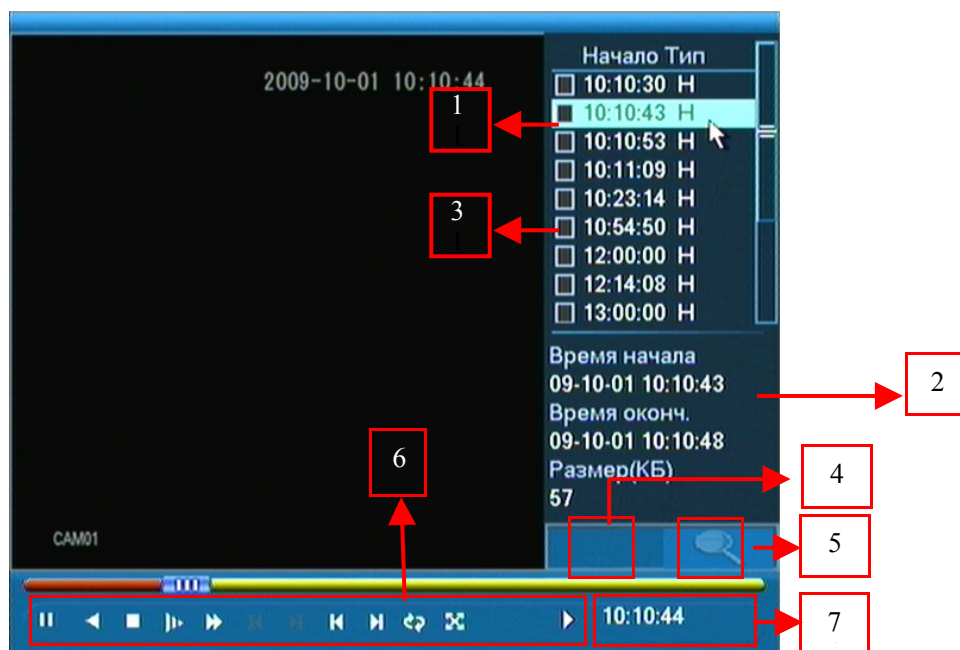 Начало Тип
2009-10-01 10:10:44
10:10:30 Н
1
10:10:43 Н
10:10:53 Н
10:11:09 Н
10:23:14 Н
3
10:54:50 Н
12:00:00 Н
12:14:08 Н
13:00:00 Н
Время начала
09-10-01 10:10:43
2
Время оконч.
09-10-01 10:10:48
6
Размер(КБ)
4
57
CAM01
5
10:10:44
7